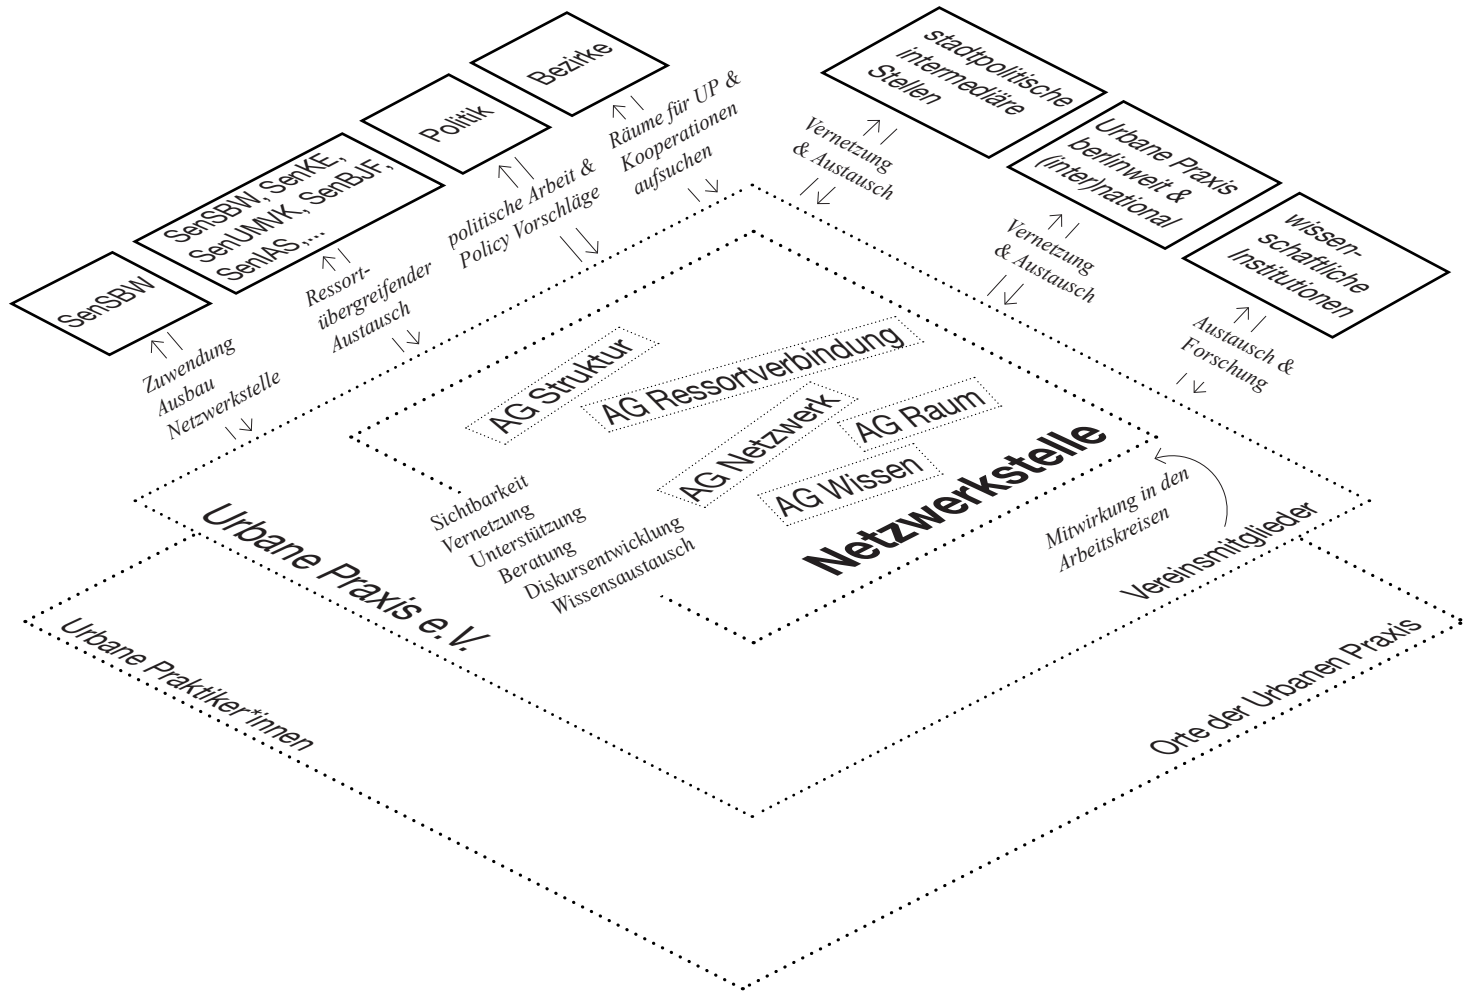 Bezirke
Politik
SenSBW, SenKE,
SenUMVK, SenBJF,
SenIAS,...
SenSBW
stadtpolitische
intermediäre
Stellen
Urbane Praxis
berlinweit &
(inter)national
wissen-
schaftliche
Institutionen
Räume für UP &
Kooperationen
aufsuchen
politische Arbeit &
Policy Vorschläge
Ressort-
übergreifender
Austausch
Zuwendung
Ausbau
Netzwerkstelle
Vernetzung
& Austausch
Vernetzung
& Austausch
Austausch &
Forschung
AG Struktur
AG Ressortverbindung
AG Netzwerk
AG Raum
AG Wissen
Netzwerkstelle
Sichtbarkeit
Vernetzung
Unterstützung
Beratung
Diskursentwicklung
Wissensaustausch
Mitwirkung in den
Arbeitskreisen
Urbane Praxis e.V.
Vereinsmitglieder
Urbane Praktiker*innen
Orte der Urbanen Praxis